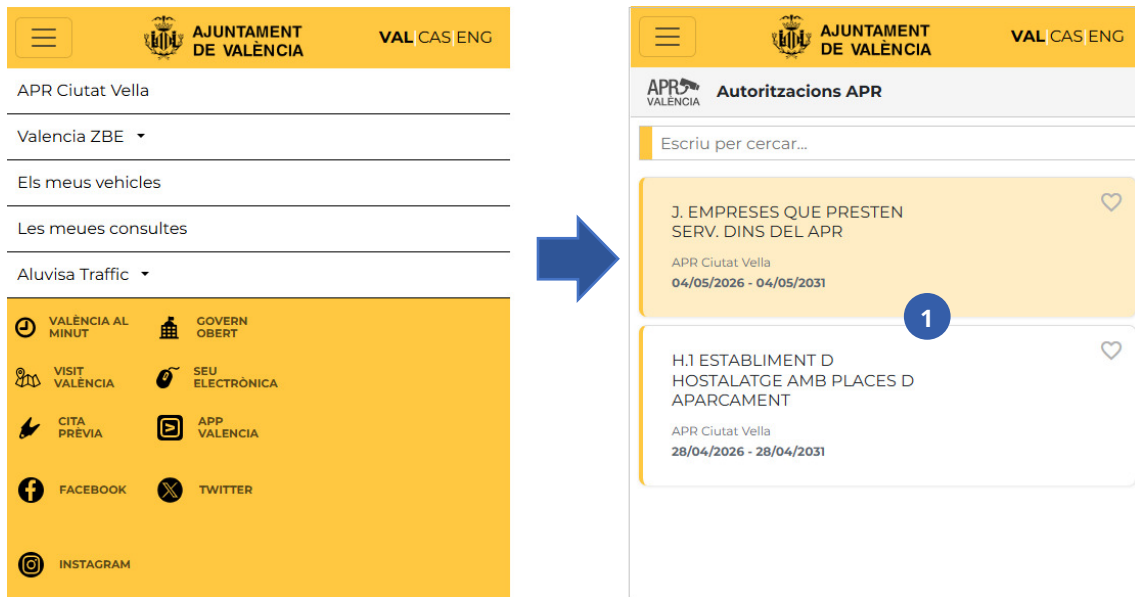 AJUNTAMENT
DE VALÈNCIA
VAL|CAS|ENG
APR Ciutat Vella
Valencia ZBE
Els meus vehicles
Les meues consultes
Aluvisa Traffic
VALÈNCIA AL
MINUT
GOVERN
OBERT
VISIT
VALÈNCIA
SEU
ELECTRÒNICA
CITA
PRÈVIA
APP
VALENCIA
FACEBOOK
TWITTER
INSTAGRAM
AJUNTAMENT
DE VALÈNCIA
VAL|CAS|ENG
APR
VALÈNCIA
Autoritzacions APR
Escriu per cercar...
J. EMPRESES QUE PRESTEN
SERV. DINS DEL APR
APR Ciutat Vella
04/05/2026 - 04/05/2031
1
H.1 ESTABLIMENT D
HOSTALATGE AMB PLACES D
APARCAMENT
APR Ciutat Vella
28/04/2026 - 28/04/2031